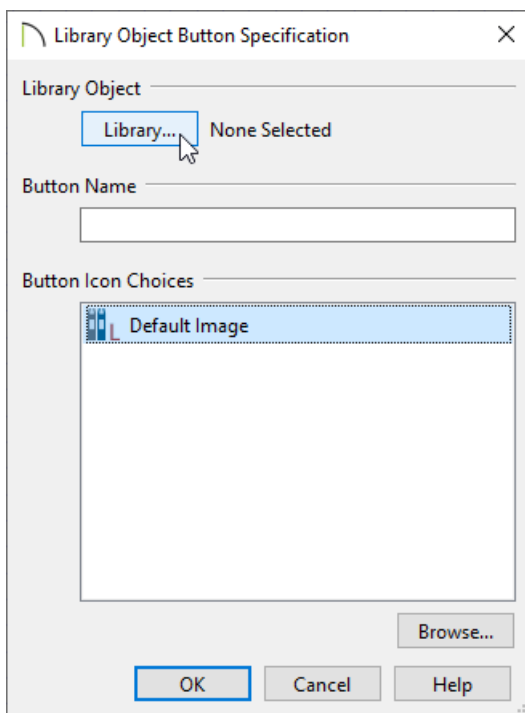 Library Object Button Specification
Library Object
Library... None Selected
Button Name
Button Icon Choices
L Default Image
Browse...
OK Cancel Help